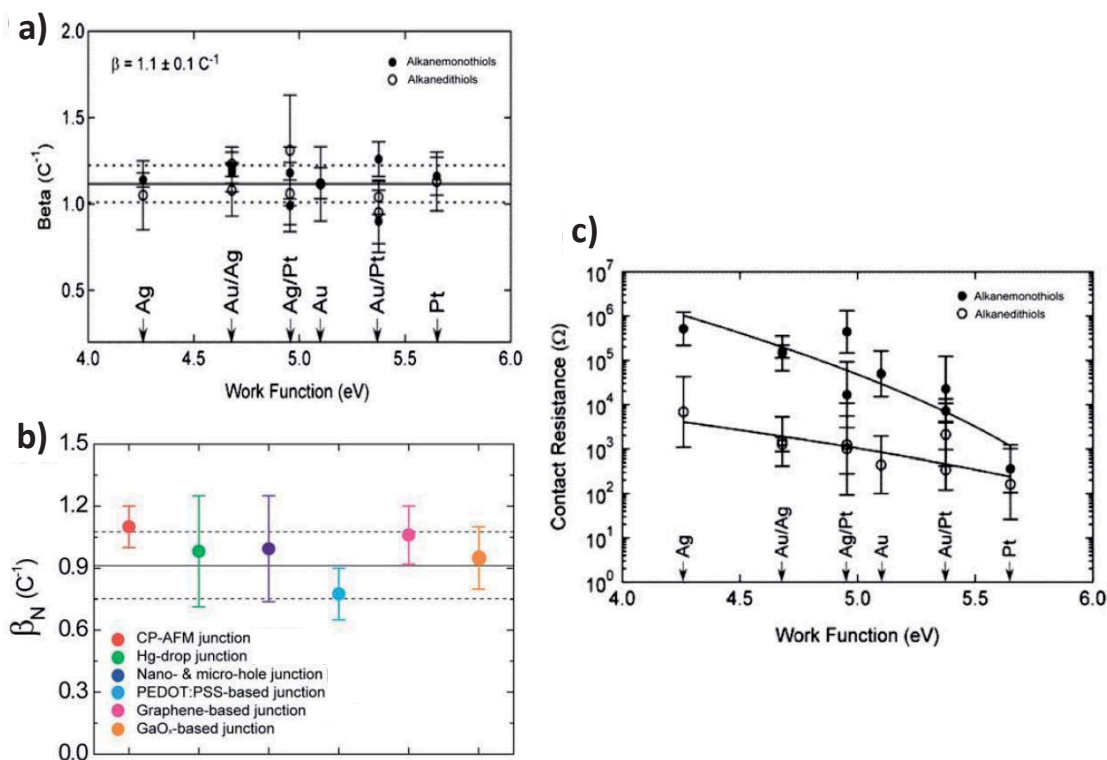 a)
2.0
1.5
1.0
0.5
Beta (C⁻¹)
β = 1.1 ± 0.1 C⁻¹
Alkanemonothiols
Alkanedithiols
Ag
Au/Ag
Ag/Pt
Au
Au/Pt
Pt
4.0 4.5 5.0 5.5 6.0
Work Function (eV)
b)
1.5
1.2
0.9
0.6
0.3
0.0
βN (C⁻¹)
CP-AFM junction
Hg-drop junction
Nano- & micro-hole junction
PEDOT:PSS-based junction
Graphene-based junction
GaOₓ-based junction
c)
10⁷
10⁶
10⁵
10⁴
10³
10²
10¹
10⁰
Contact Resistance (Ω)
Alkanemonothiols
Alkanedithiols
Ag
Au/Ag
Ag/Pt
Au
Au/Pt
Pt
4.0 4.5 5.0 5.5 6.0
Work Function (eV)